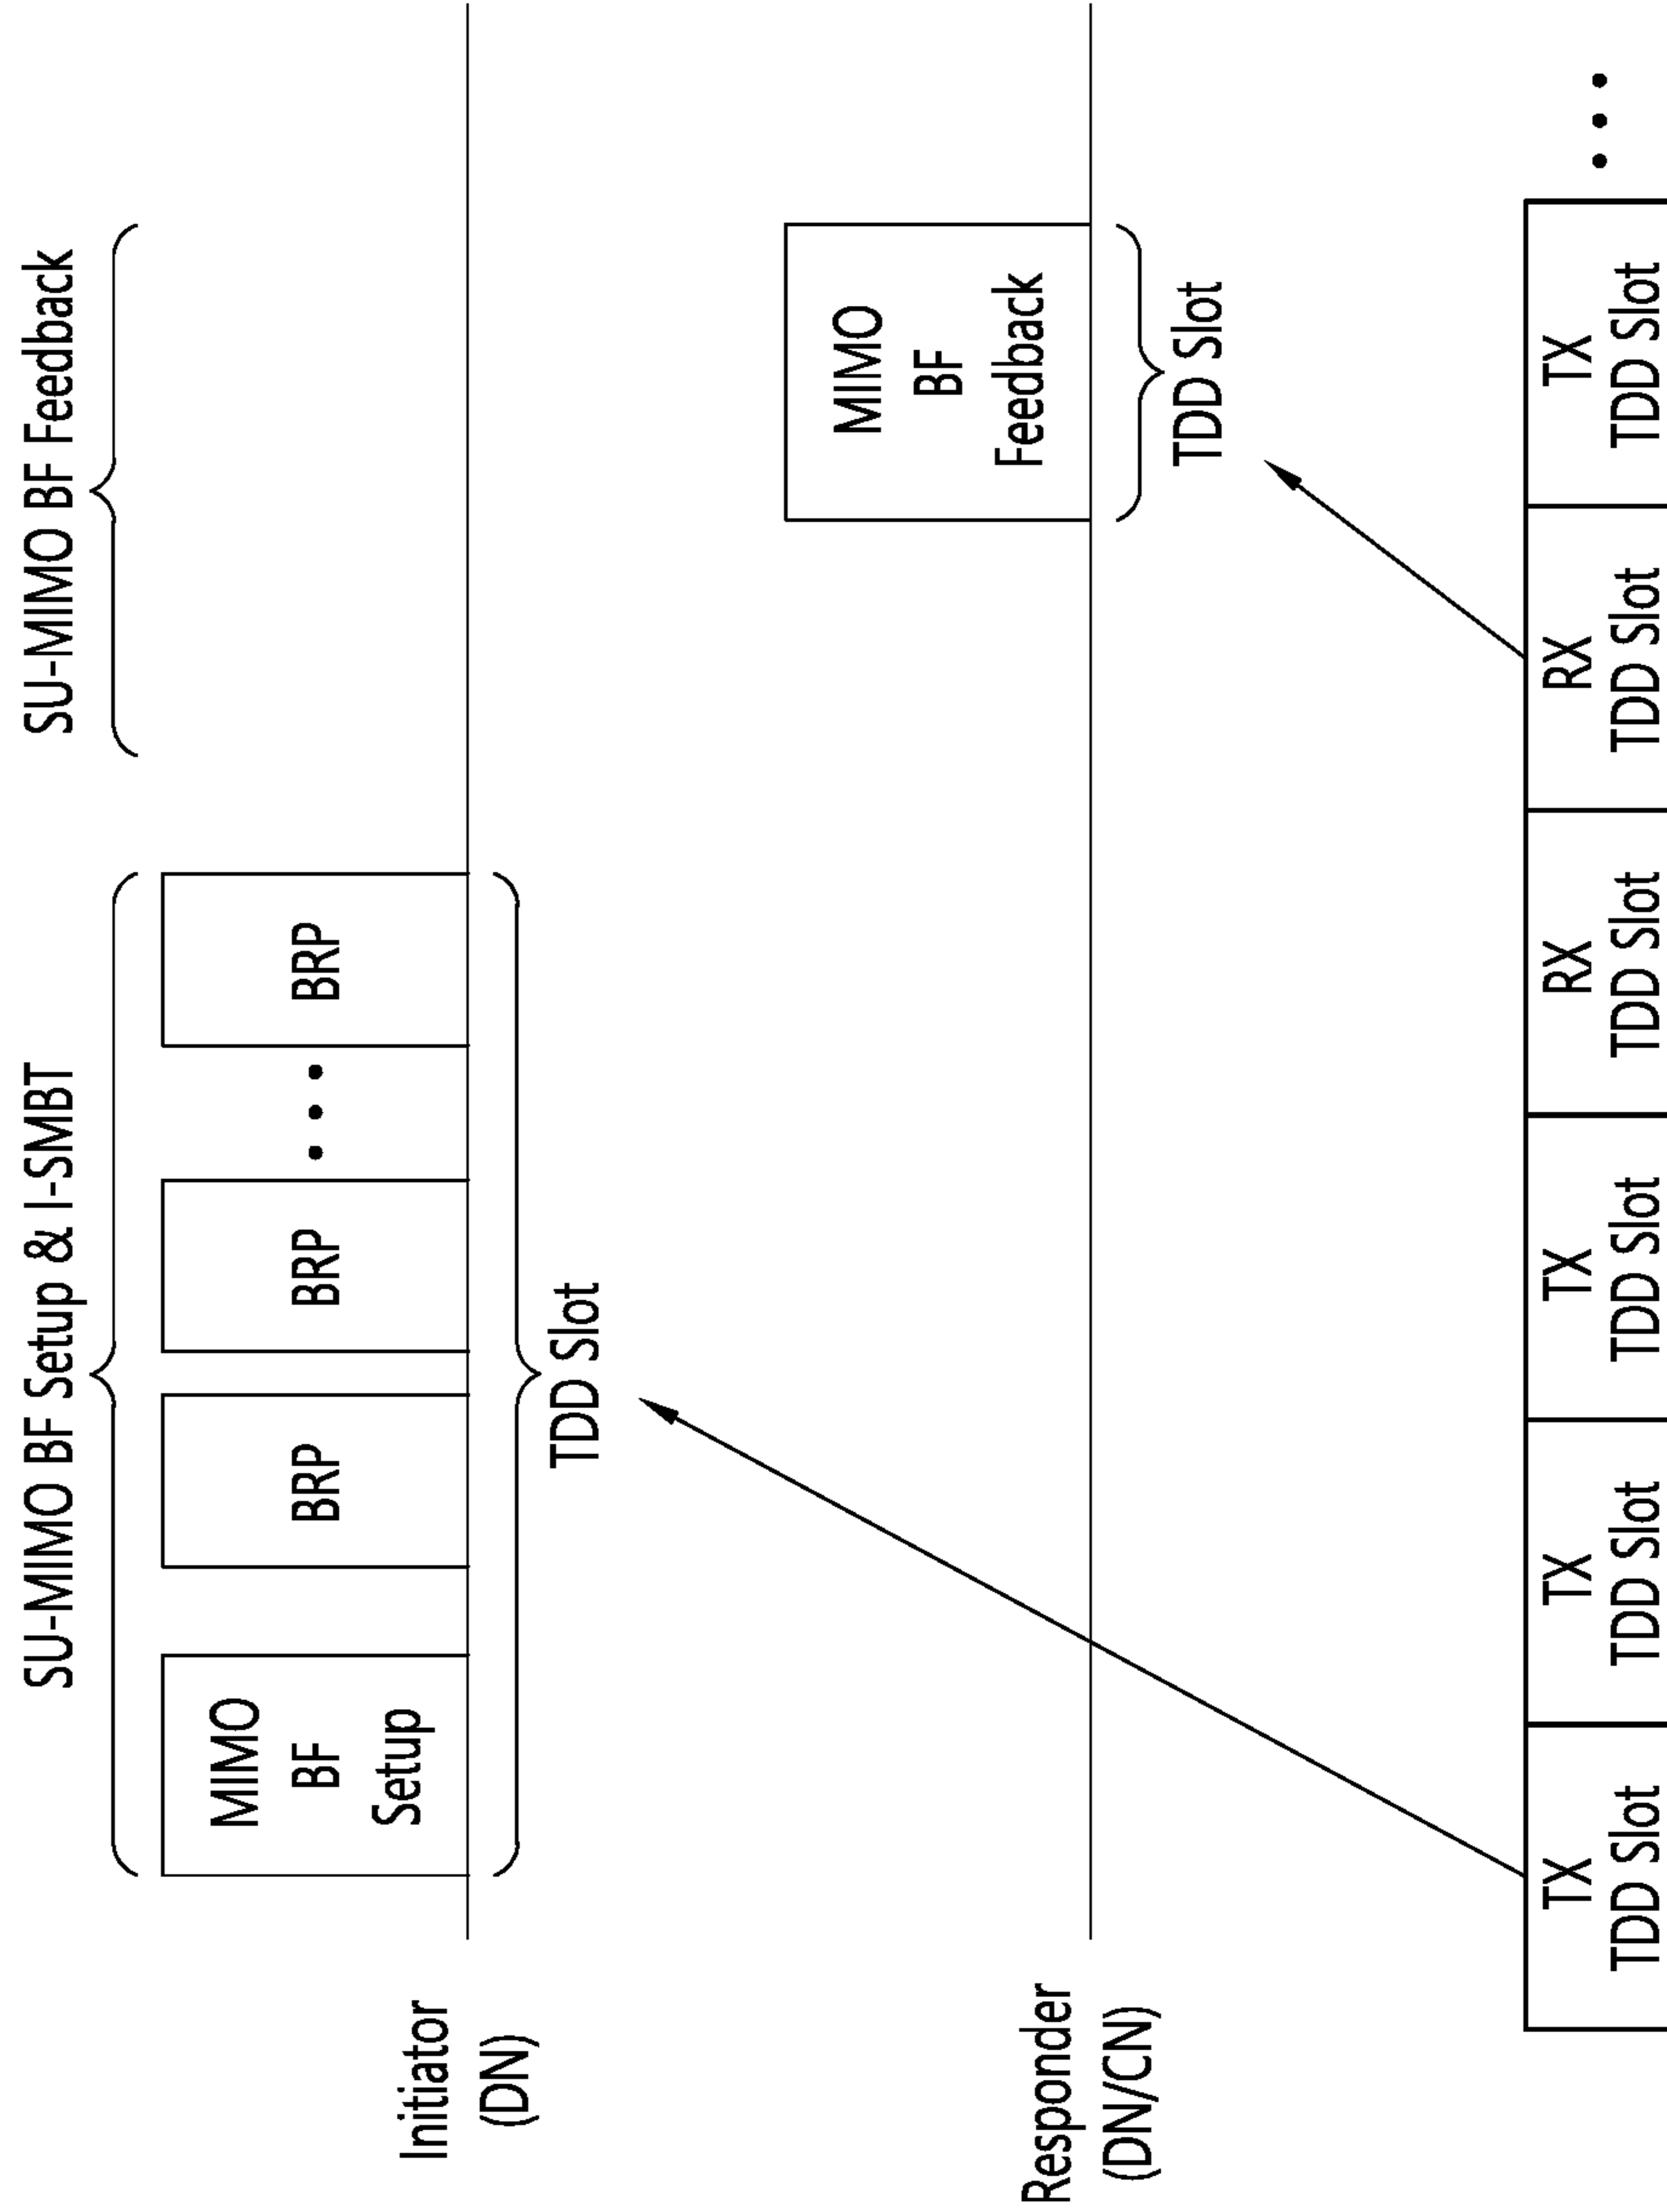 SU-MIMO BF Setup & I-SMBT
SU-MIMO BF Feedback
Initiator
(DN)
MIMO
BF
Setup
BRP
BRP
• • •
BRP
TDD Slot
Responder
(DN/CN)
MIMO
BF
Feedback
TDD Slot
TX
TDD Slot
TX
TDD Slot
TX
TDD Slot
RX
TDD Slot
RX
TDD Slot
TX
TDD Slot
• • •